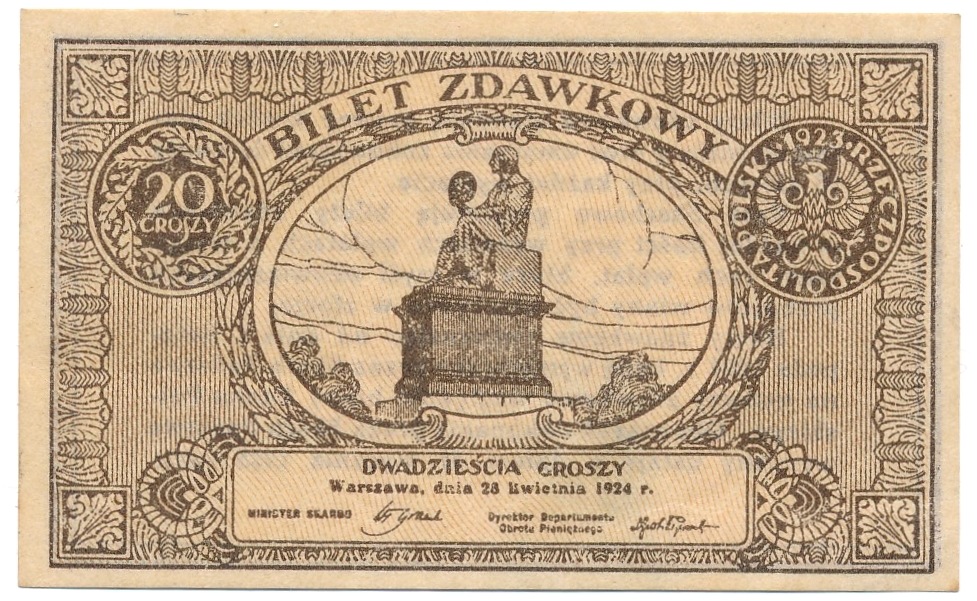 BILET ZDAWKOWY
20
GROSZY
1923·RZECZPOSPOLITA POLSKA
DWADZIEŚCIA GROSZY
Warszawa, dnia 28 kwietnia 1924 r.
MINISTER SKARBU
Dyrektor Departamentu
Obrotu Pieniężnego